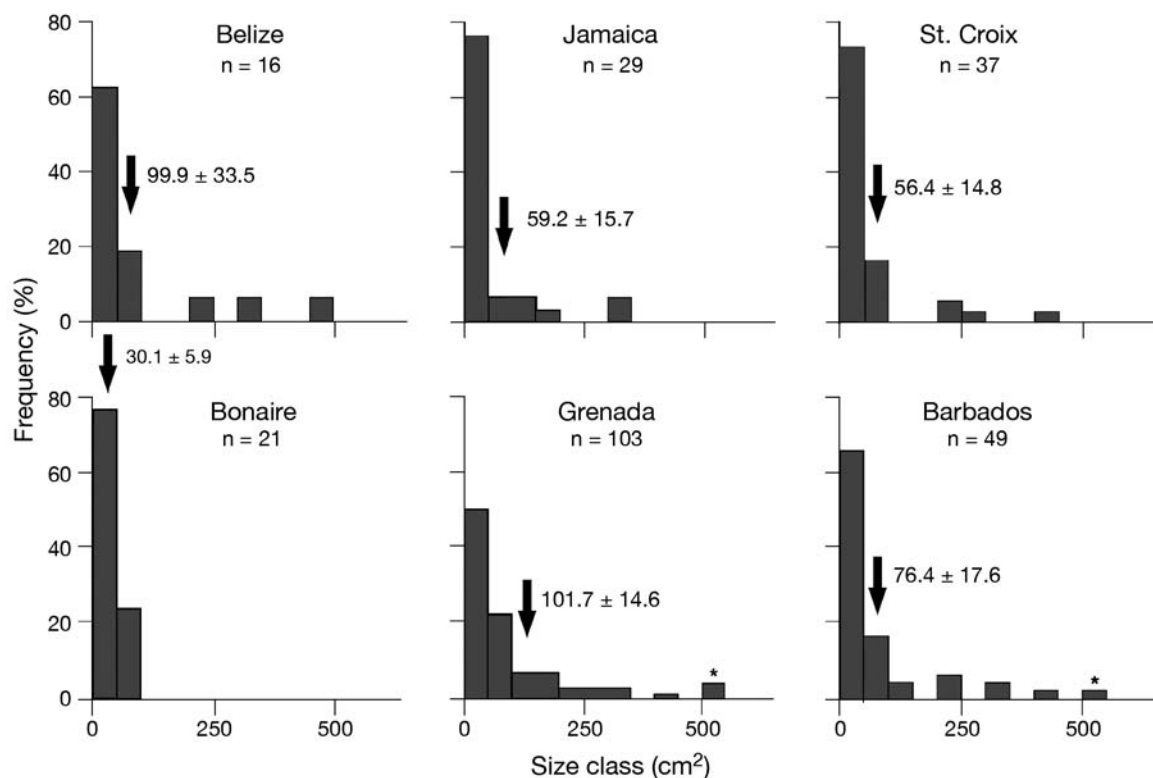 80
60
40
20
0
Belize
n = 16
99.9 ± 33.5
Jamaica
n = 29
59.2 ± 15.7
St. Croix
n = 37
56.4 ± 14.8
0
250
500
Frequency (%)
30.1 ± 5.9
80
60
40
20
0
Bonaire
n = 21
Grenada
n = 103
101.7 ± 14.6
*
Barbados
n = 49
76.4 ± 17.6
*
0 250 500
0 250 500
0 250 500
Size class (cm²)